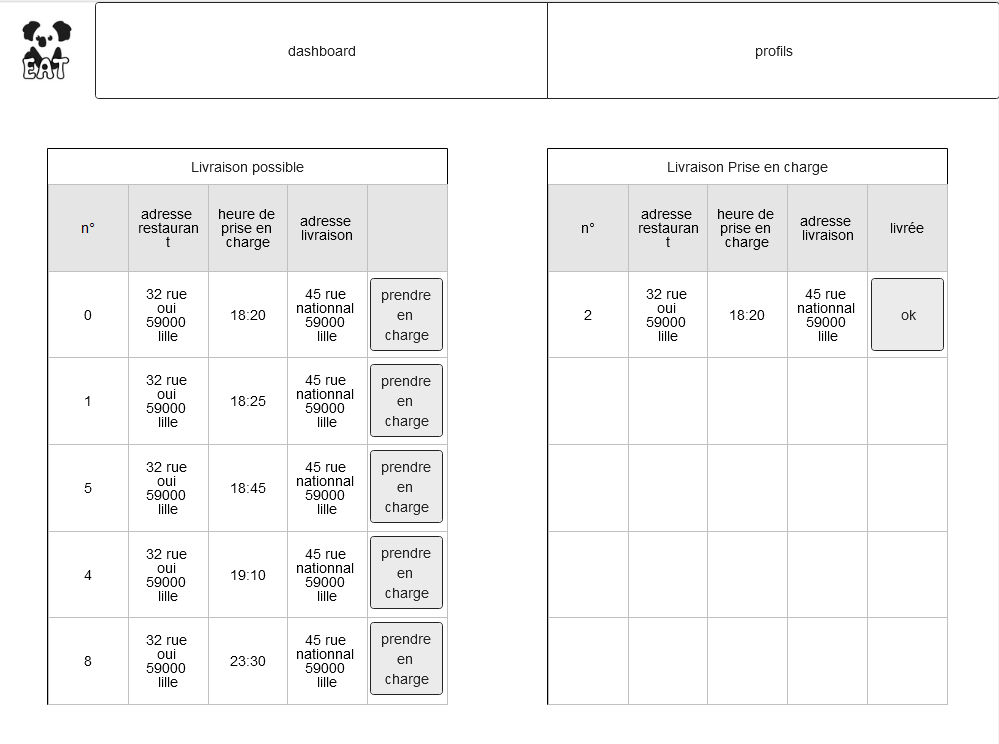 EAT
dashboard
profils
Livraison possible
n°
adresse
restauran
t
heure de
prise en
charge
adresse
livraison
0
32 rue
oui
59000
lille
18:20
45 rue
nationnal
59000
lille
prendre
en
charge
1
32 rue
oui
59000
lille
18:25
45 rue
nationnal
59000
lille
prendre
en
charge
5
32 rue
oui
59000
lille
18:45
45 rue
nationnal
59000
lille
prendre
en
charge
4
32 rue
oui
59000
lille
19:10
45 rue
nationnal
59000
lille
prendre
en
charge
8
32 rue
oui
59000
lille
23:30
45 rue
nationnal
59000
lille
prendre
en
charge
Livraison Prise en charge
n°
adresse
restauran
t
heure de
prise en
charge
adresse
livraison
livrée
2
32 rue
oui
59000
lille
18:20
45 rue
nationnal
59000
lille
ok